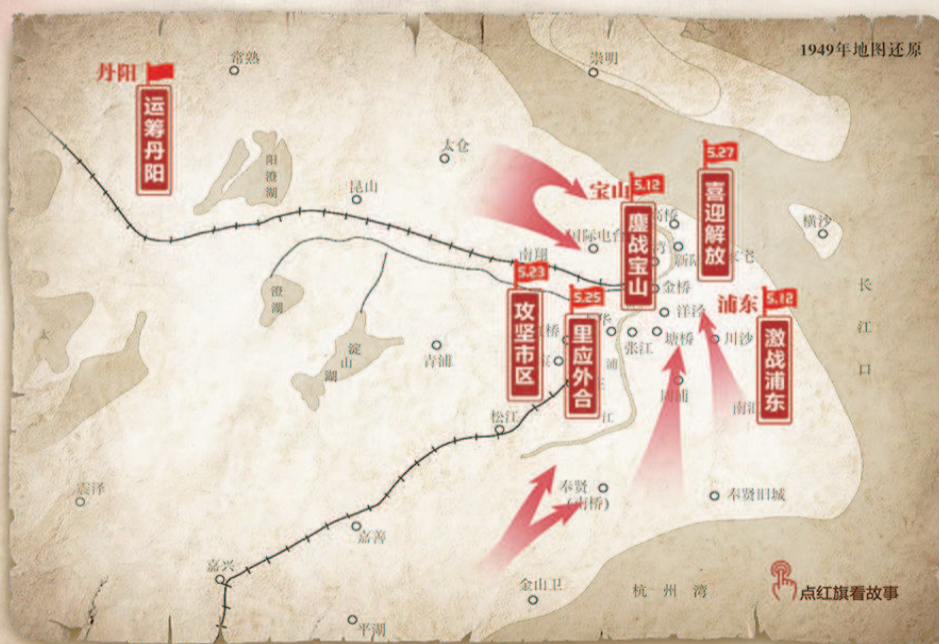 1949年地图还原
常熟
崇明
丹阳
运筹丹阳
太仓
阳澄湖
昆山
宝山
5.12
鏖战宝山
5.27
喜迎解放
高桥
横沙
国际电台
南翔
5.23
攻坚市区
5.25
里应外合
金桥
洋泾
浦东
5.12
激战浦东
长江口
澄湖
淀山湖
青浦
张江
塘桥
川沙
周浦
南汇
松江
奉贤
(南桥)
奉贤旧城
震泽
嘉善
嘉兴
金山卫
杭州湾
平湖
点红旗看故事